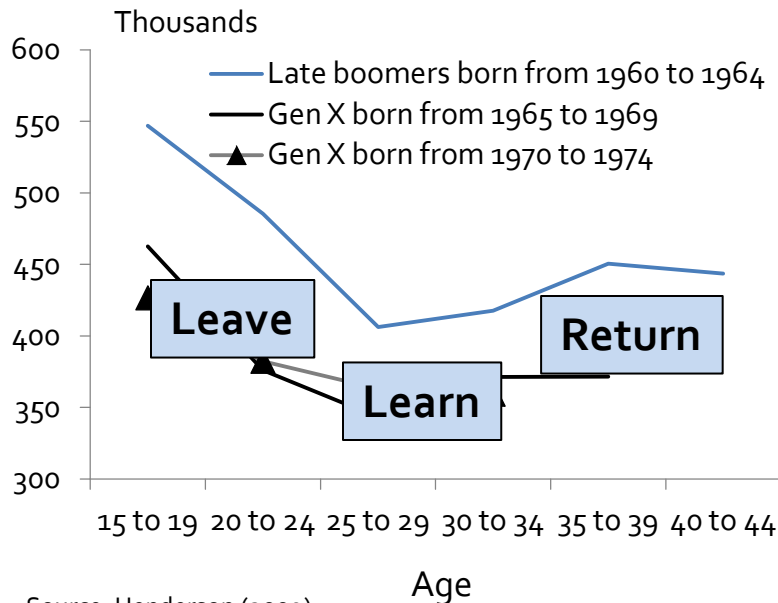 Thousands
600
550
500
450
400
350
300
Late boomers born from 1960 to 1964
Gen X born from 1965 to 1969
Gen X born from 1970 to 1974
Leave
Learn
Return
15 to 19 20 to 24 25 to 29 30 to 34 35 to 39 40 to 44
Age
Source: Henderson